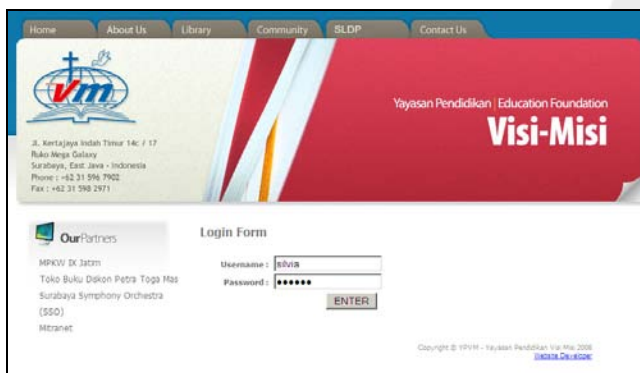 Home About Us Library Community SLDP Contact Us
vm
Yayasan Pendidikan | Education Foundation
Visi-Misi
Jl. Kertajaya Indah Timur 14c / 17
Ruko Mega Galaxy
Surabaya, East Java - Indonesia
Phone : +62 31 596 7902
Fax : +62 31 598 2971
OurPartners
MPKW IX Jatim
Toko Buku Diskon Petra Toga Mas
Surabaya Symphony Orchestra
(SSO)
Mitranet
Login Form
Username : silvia
Password : ●●●●●●
ENTER
Copyright © YPVM - Yayasan Pendidikan Visi Misi 2008
Website Developer